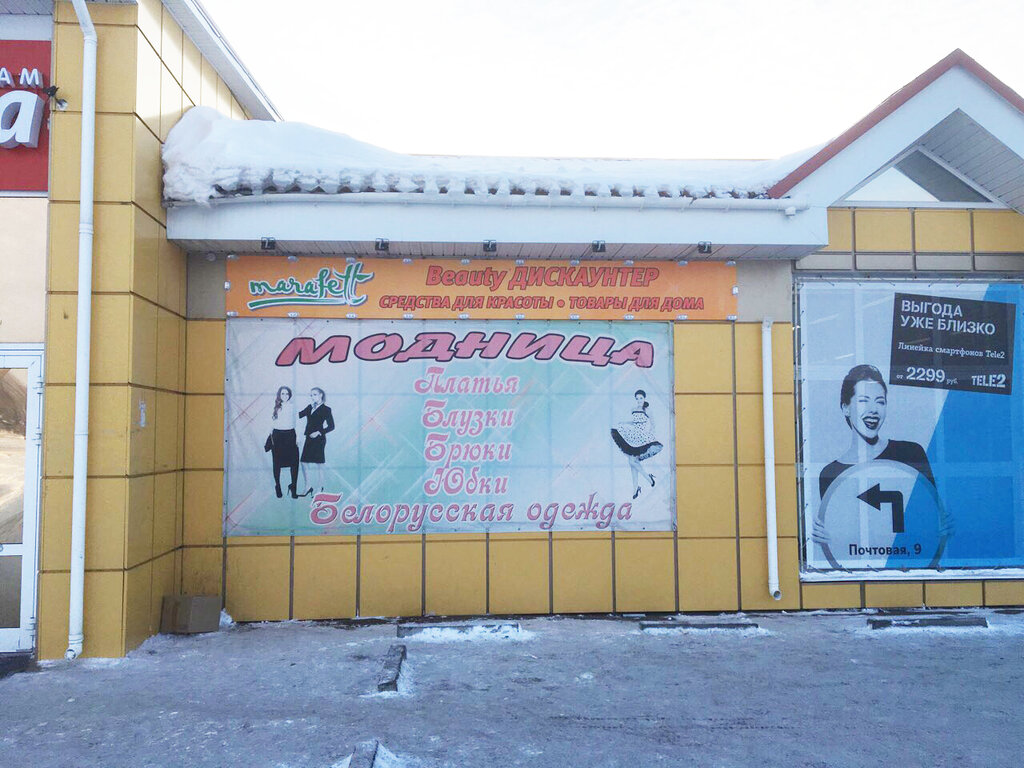 АМ
а
marafett
Beauty ДИСКАУНТЕР
СРЕДСТВА ДЛЯ КРАСОТЫ • ТОВАРЫ ДЛЯ ДОМА
МОДНИЦА
Платья
Блузки
Брюки
Юбки
Белорусская одежда
ВЫГОДА
УЖЕ БЛИЗКО
Линейка смартфонов Tele2
от 2299 руб.
TELE2
Почтовая, 9